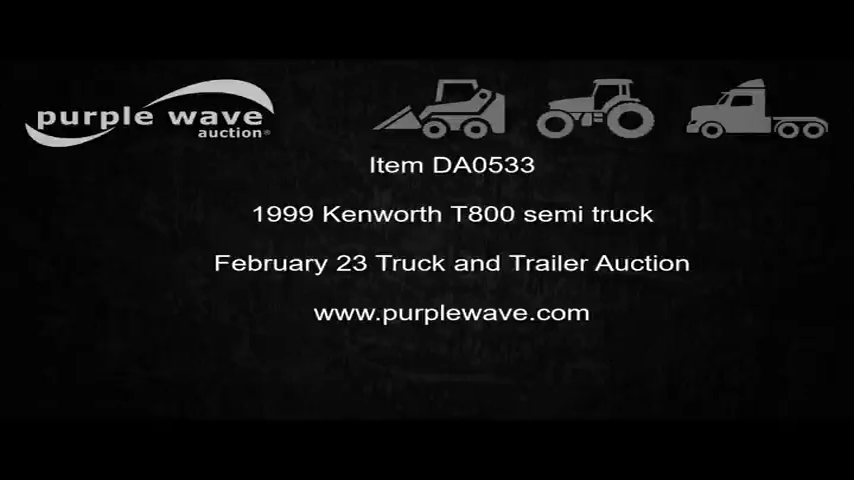 purple wave
auction®
Item DA0533
1999 Kenworth T800 semi truck
February 23 Truck and Trailer Auction
www.purplewave.com